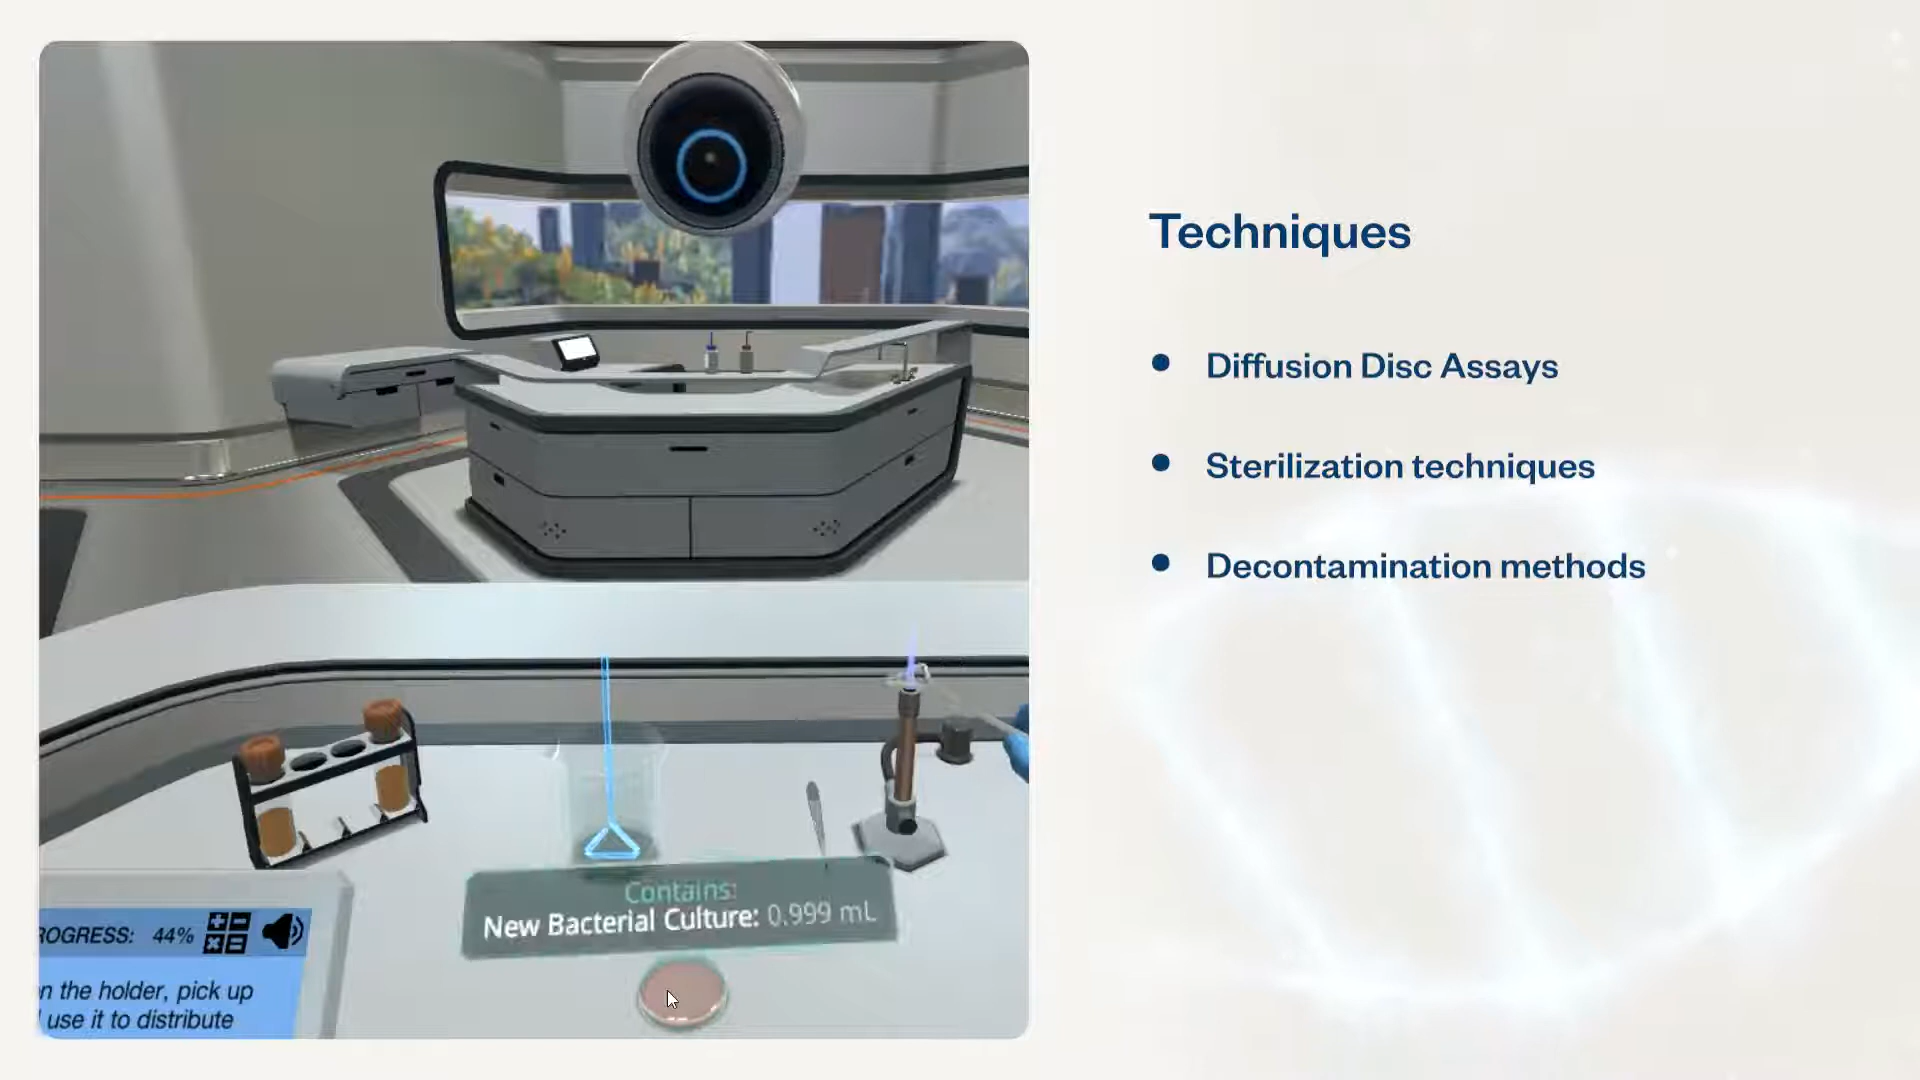 Techniques
Diffusion Disc Assays
Sterilization techniques
Decontamination methods
Contains:
New Bacterial Culture: 0.999 mL
ROGRESS: 44%
n the holder, pick up
use it to distribute